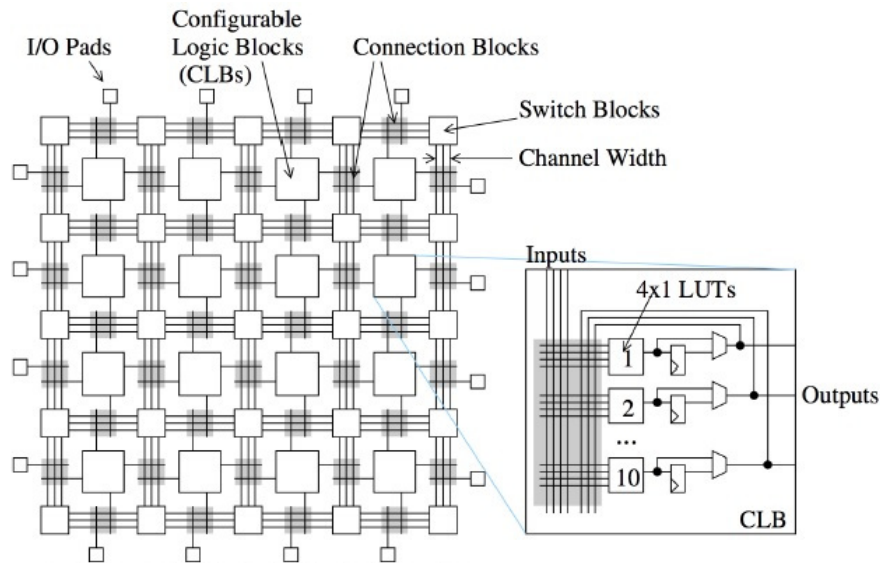 Configurable
Logic Blocks
(CLBs)
I/O Pads
Connection Blocks
Switch Blocks
Channel Width
Inputs
4x1 LUTs
1
2
...
10
Outputs
CLB